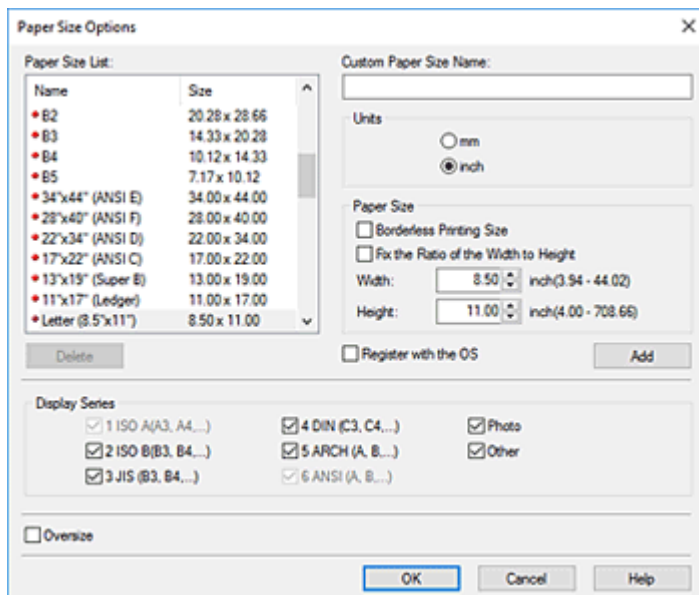 Paper Size Options
Paper Size List:
Name Size
B2 20.28 x 28.66
B3 14.33 x 20.28
B4 10.12 x 14.33
B5 7.17 x 10.12
34"x44" (ANSI E) 34.00 x 44.00
28"x40" (ANSI F) 28.00 x 40.00
22"x34" (ANSI D) 22.00 x 34.00
17"x22" (ANSI C) 17.00 x 22.00
13"x19" (Super B) 13.00 x 19.00
11"x17" (Ledger) 11.00 x 17.00
Letter (8.5"x11") 8.50 x 11.00
Delete
Custom Paper Size Name:
Units
mm
inch
Paper Size
Borderless Printing Size
Fix the Ratio of the Width to Height
Width: 8.50 inch(3.94 - 44.02)
Height: 11.00 inch(4.00 - 708.66)
Register with the OS Add
Display Series
1 ISO A(A3, A4,...) 4 DIN (C3, C4,...) Photo
2 ISO B(B3, B4,...) 5 ARCH (A, B,...) Other
3 JIS (B3, B4,...) 6 ANSI (A, B,...)
Oversize
OK Cancel Help